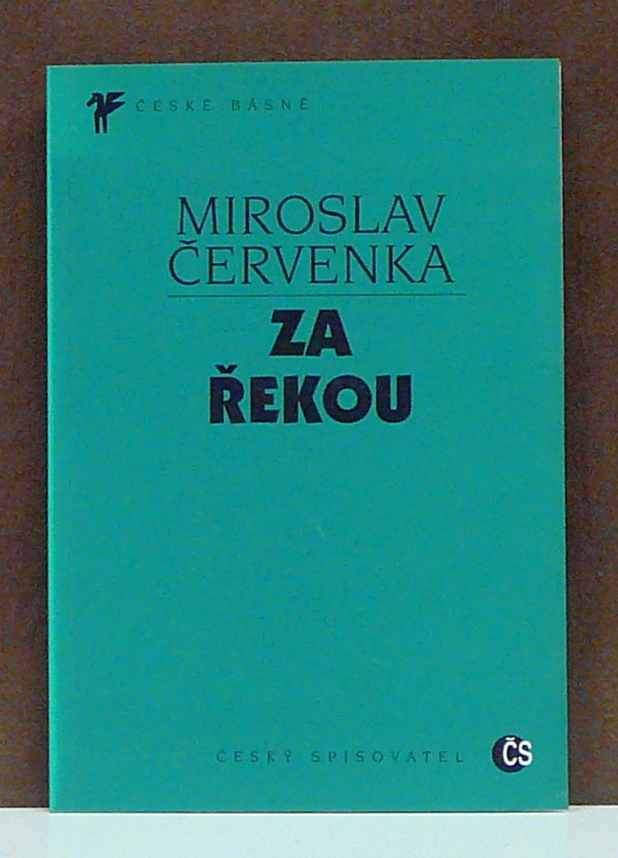 ČESKÉ BÁSNĚ
MIROSLAV
ČERVENKA
ZA
ŘEKOU
ČESKÝ SPISOVATEL
ČS